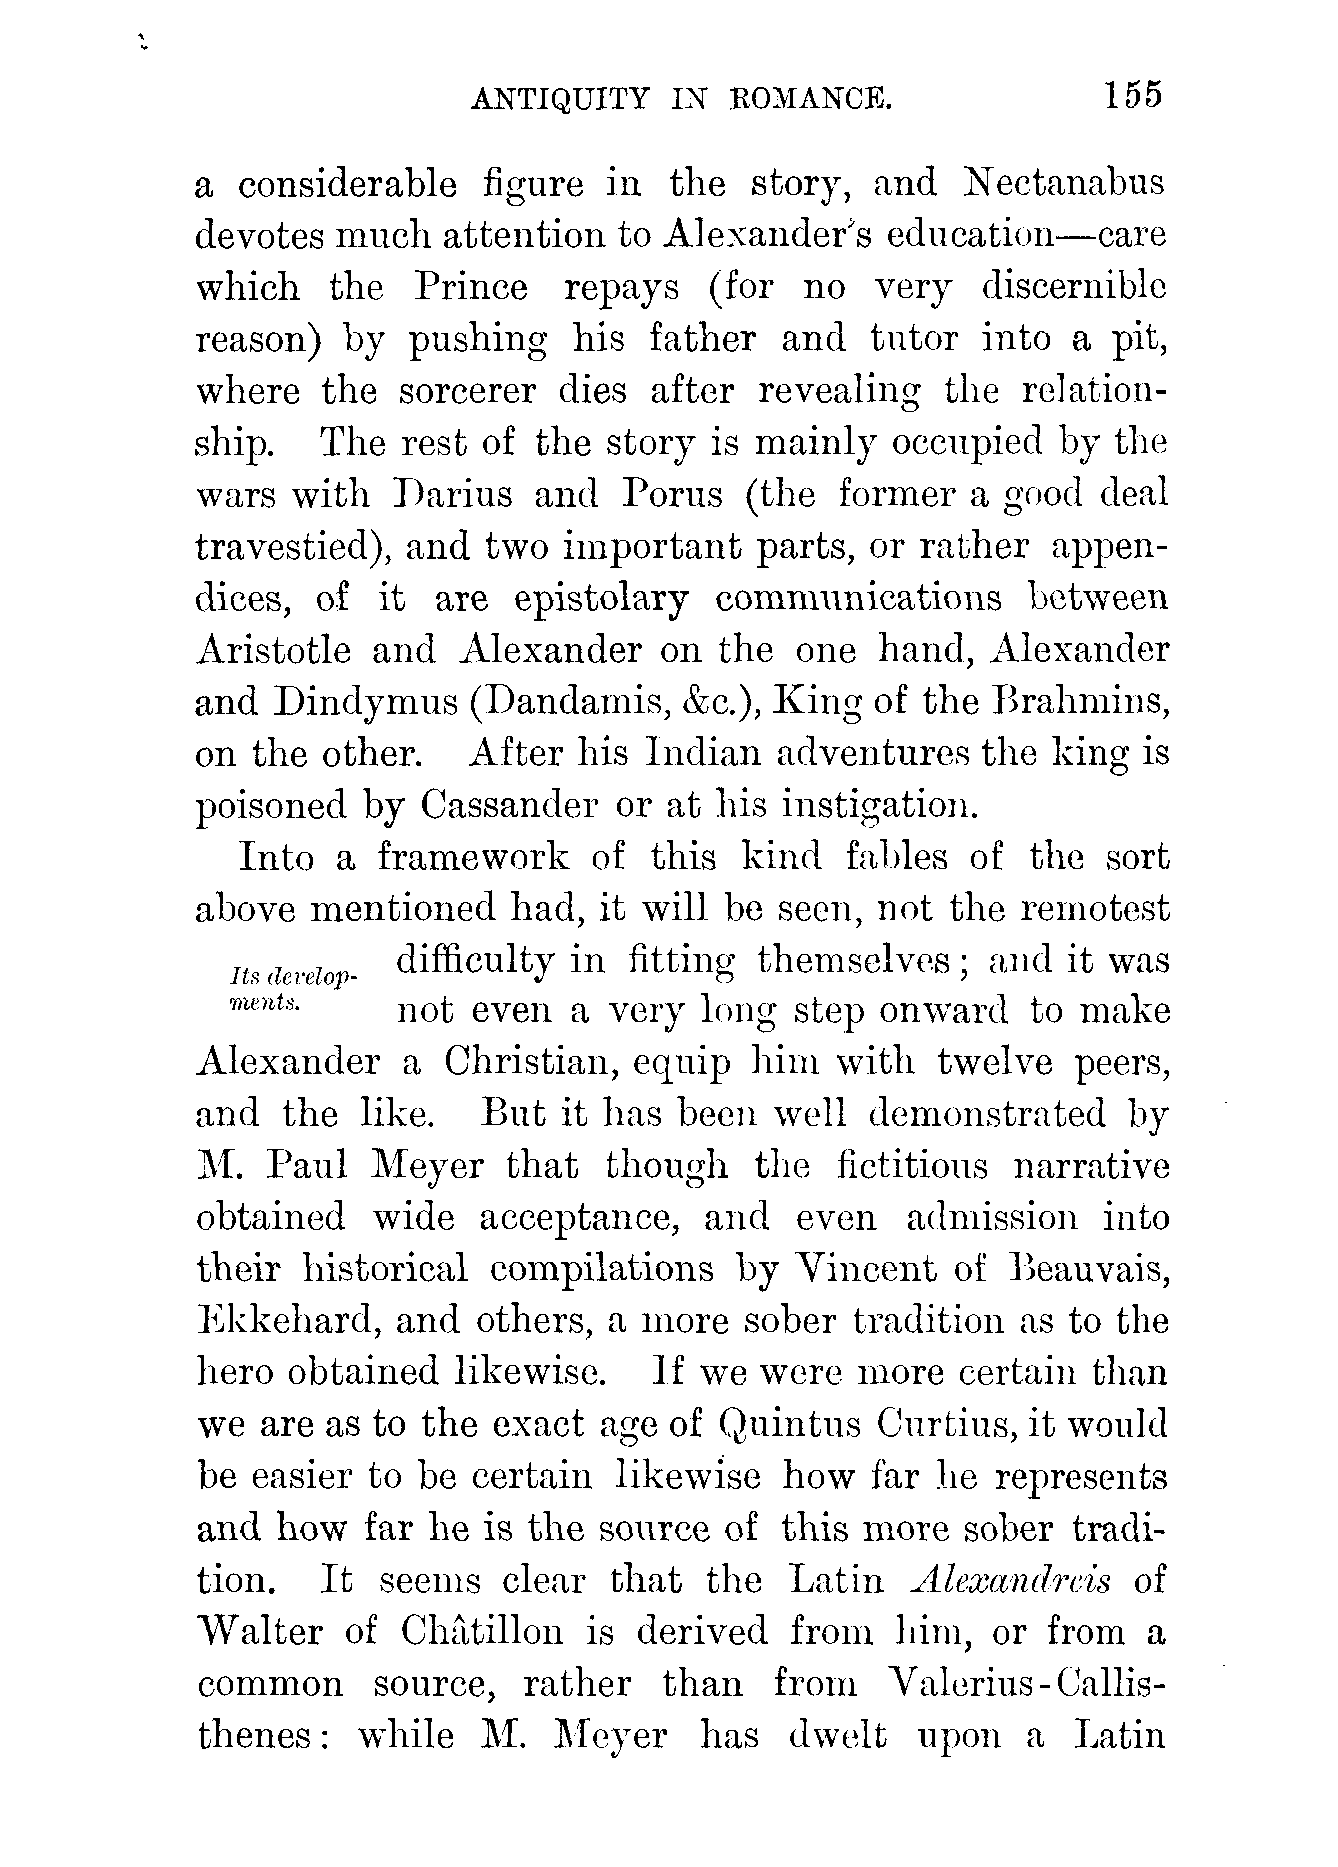 ANTIQUITY IN ROMANCE. 155
a considerable figure in the story, and Nectanabus
devotes much attention to Alexander's education—care
which the Prince repays (for no very discernible
reason) by pushing his father and tutor into a pit,
where the sorcerer dies after revealing the relation-
ship. The rest of the story is mainly occupied by the
wars with Darius and Porus (the former a good deal
travestied), and two important parts, or rather appen-
dices, of it are epistolary communications between
Aristotle and Alexander on the one hand, Alexander
and Dindymus (Dandamis, &c.), King of the Brahmins,
on the other. After his Indian adventures the king is
poisoned by Cassander or at his instigation.
Into a framework of this kind fables of the sort
above mentioned had, it will be seen, not the remotest
Its develop-
ments.
difficulty in fitting themselves; and it was
not even a very long step onward to make
Alexander a Christian, equip him with twelve peers,
and the like. But it has been well demonstrated by
M. Paul Meyer that though the fictitious narrative
obtained wide acceptance, and even admission into
their historical compilations by Vincent of Beauvais,
Ekkehard, and others, a more sober tradition as to the
hero obtained likewise. If we were more certain than
we are as to the exact age of Quintus Curtius, it would
be easier to be certain likewise how far he represents
and how far he is the source of this more sober tradi-
tion. It seems clear that the Latin Alexandreis of
Walter of Châtillon is derived from him, or from a
common source, rather than from Valerius-Callis-
thenes: while M. Meyer has dwelt upon a Latin